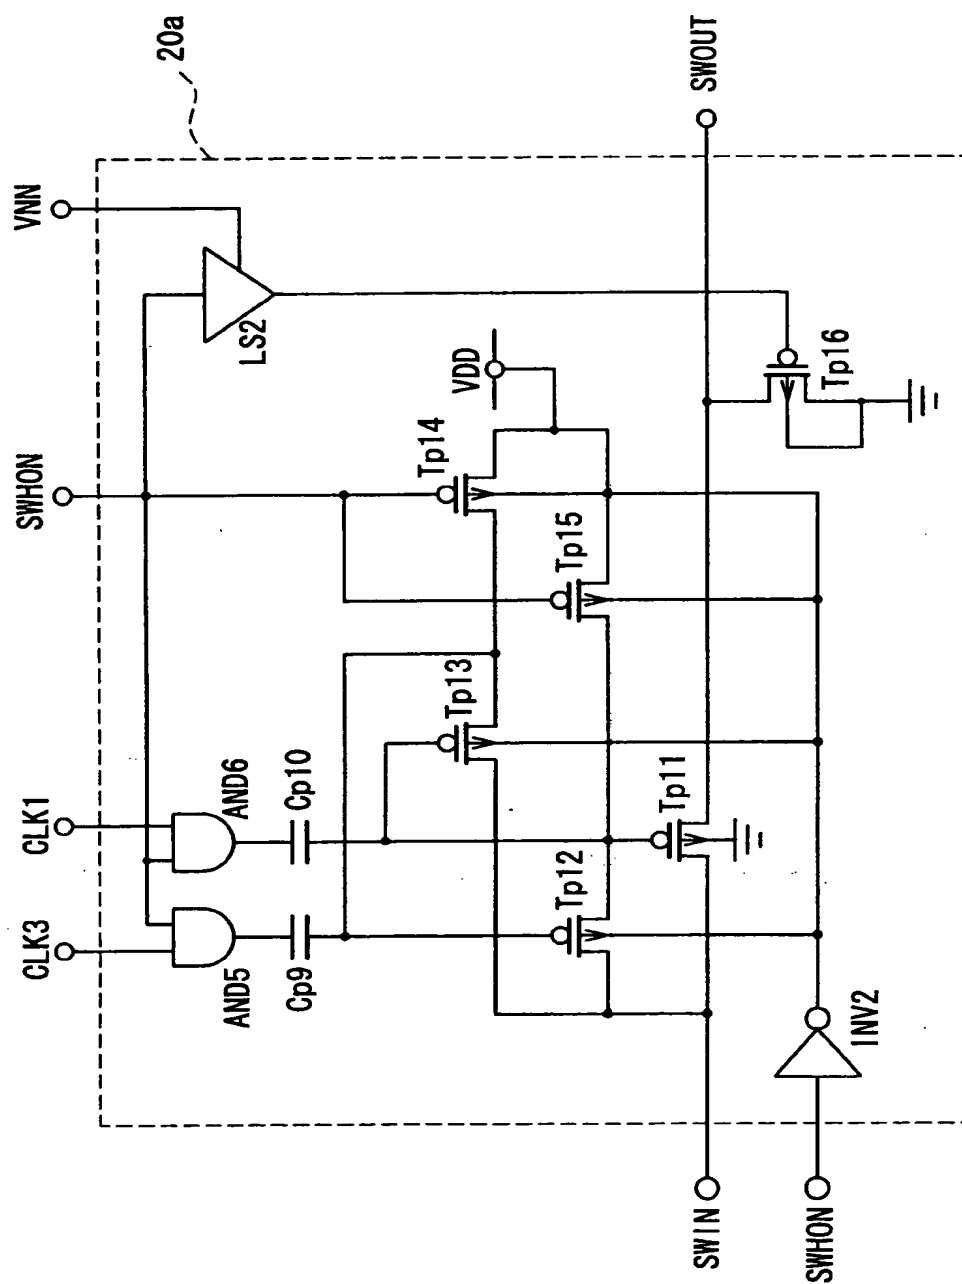 20a
VNN
SWHON
CLK1
CLK3
LS2
AND6
AND5
Cp10
Cp9
VDD
Tp14
Tp15
Tp13
Tp12
Tp11
Tp16
SWOUT
SWIN
SWHON
INV2